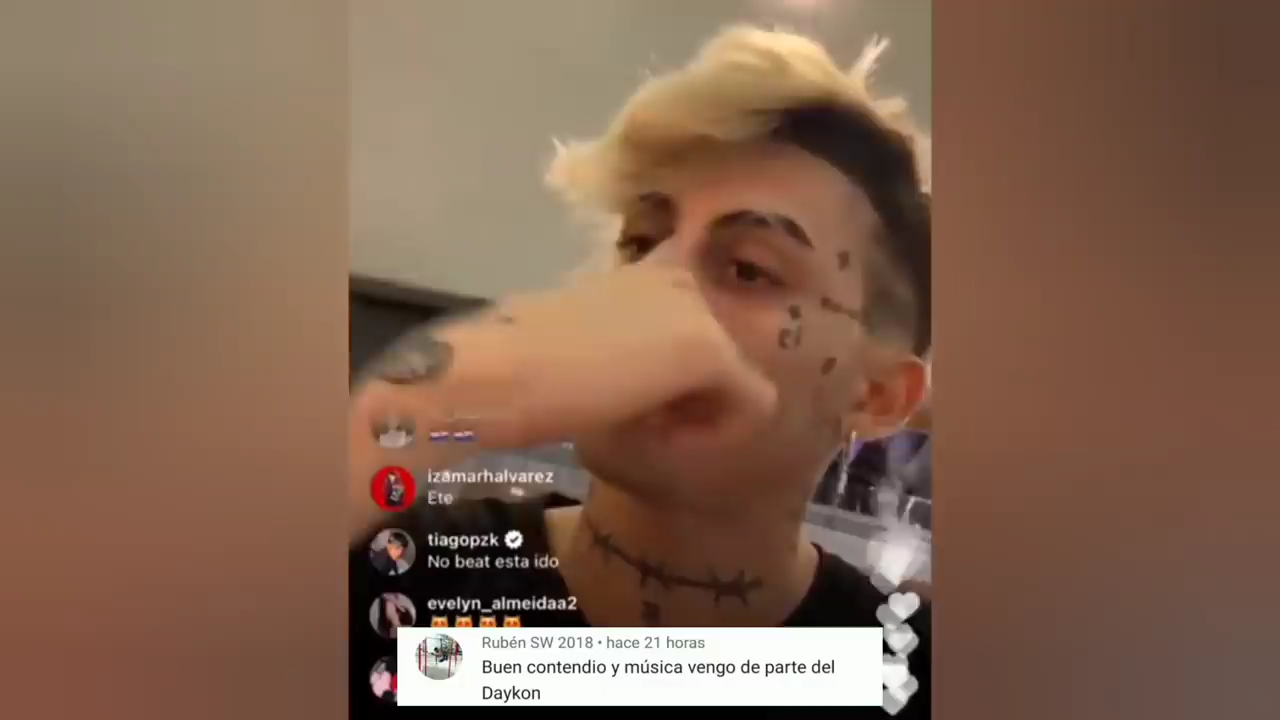 izamarhalvarez
Ete
tiagopzk
No beat esta ido
evelyn_almeidaa2
Rubén SW 2018 • hace 21 horas
Buen contendio y música vengo de parte del
Daykon